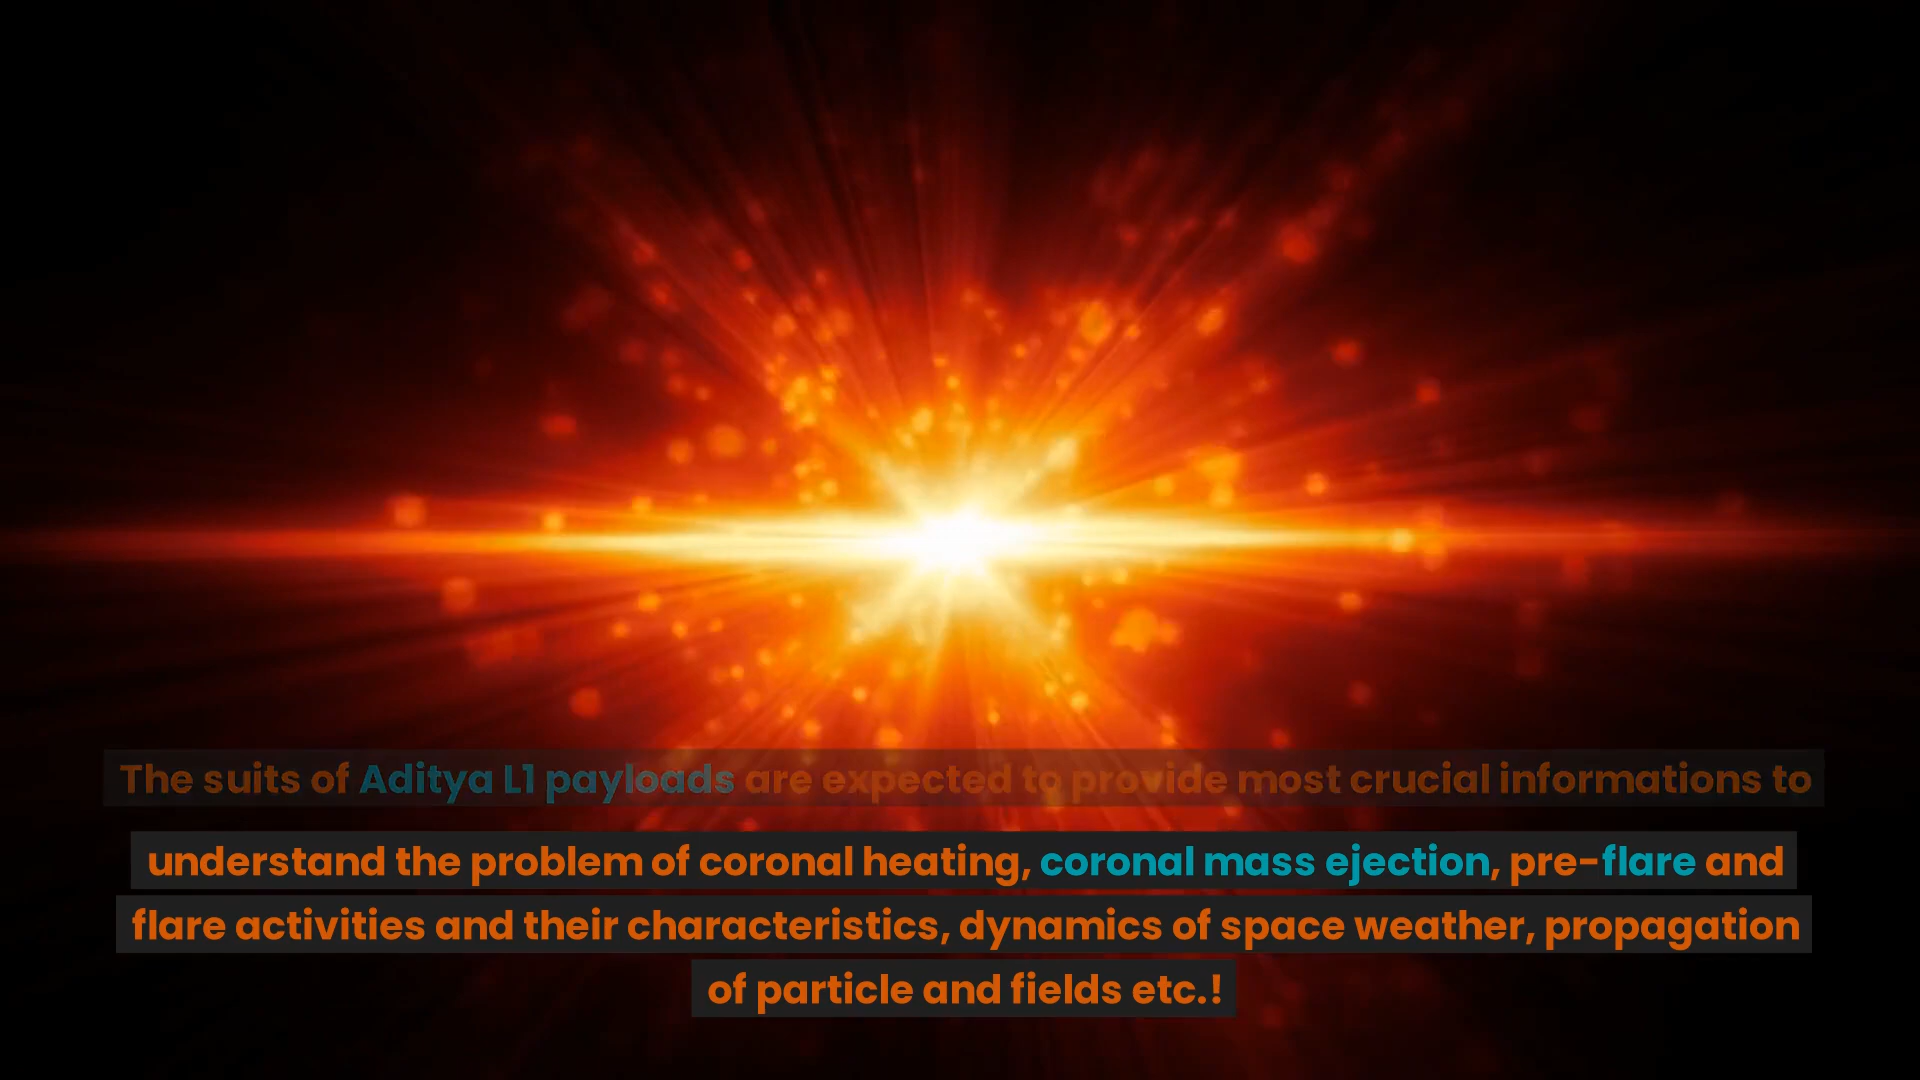 The suits of Aditya L1 payloads are expected to provide most crucial informations to
understand the problem of coronal heating, coronal mass ejection, pre-flare and
flare activities and their characteristics, dynamics of space weather, propagation
of particle and fields etc.!